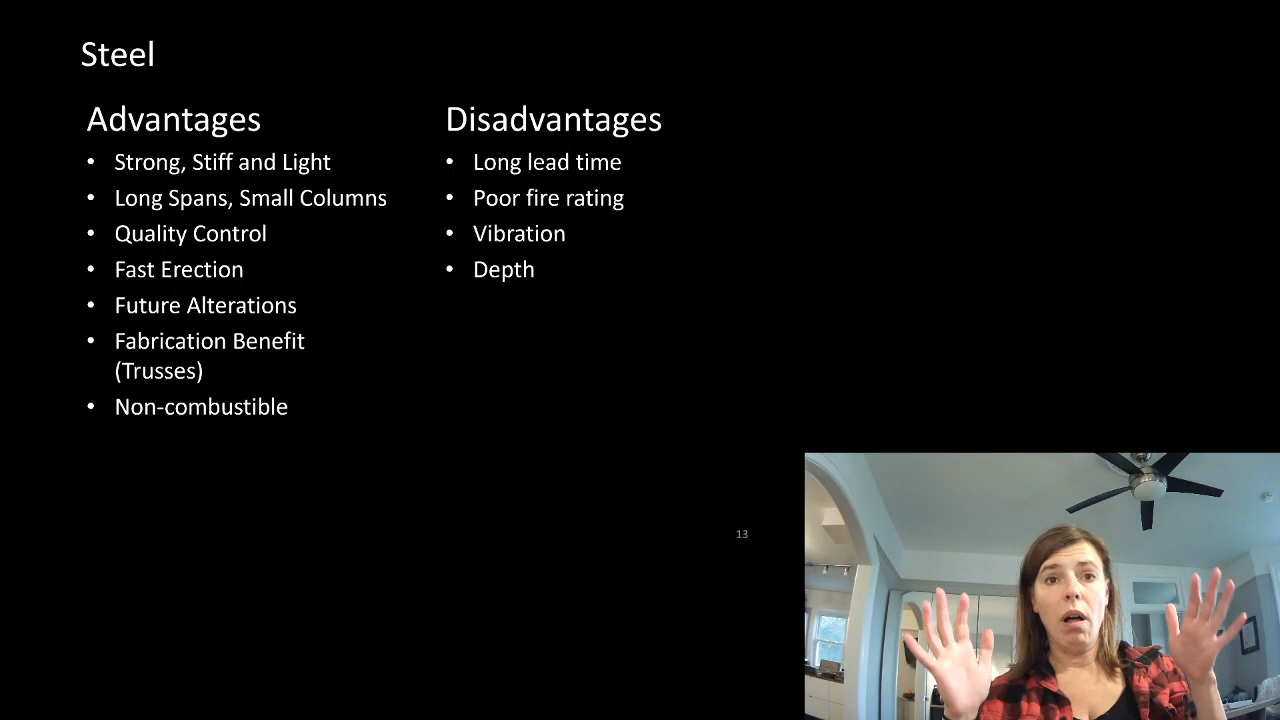 Steel
Advantages
• Strong, Stiff and Light
• Long Spans, Small Columns
• Quality Control
• Fast Erection
• Future Alterations
• Fabrication Benefit
(Trusses)
• Non-combustible
Disadvantages
• Long lead time
• Poor fire rating
• Vibration
• Depth
13